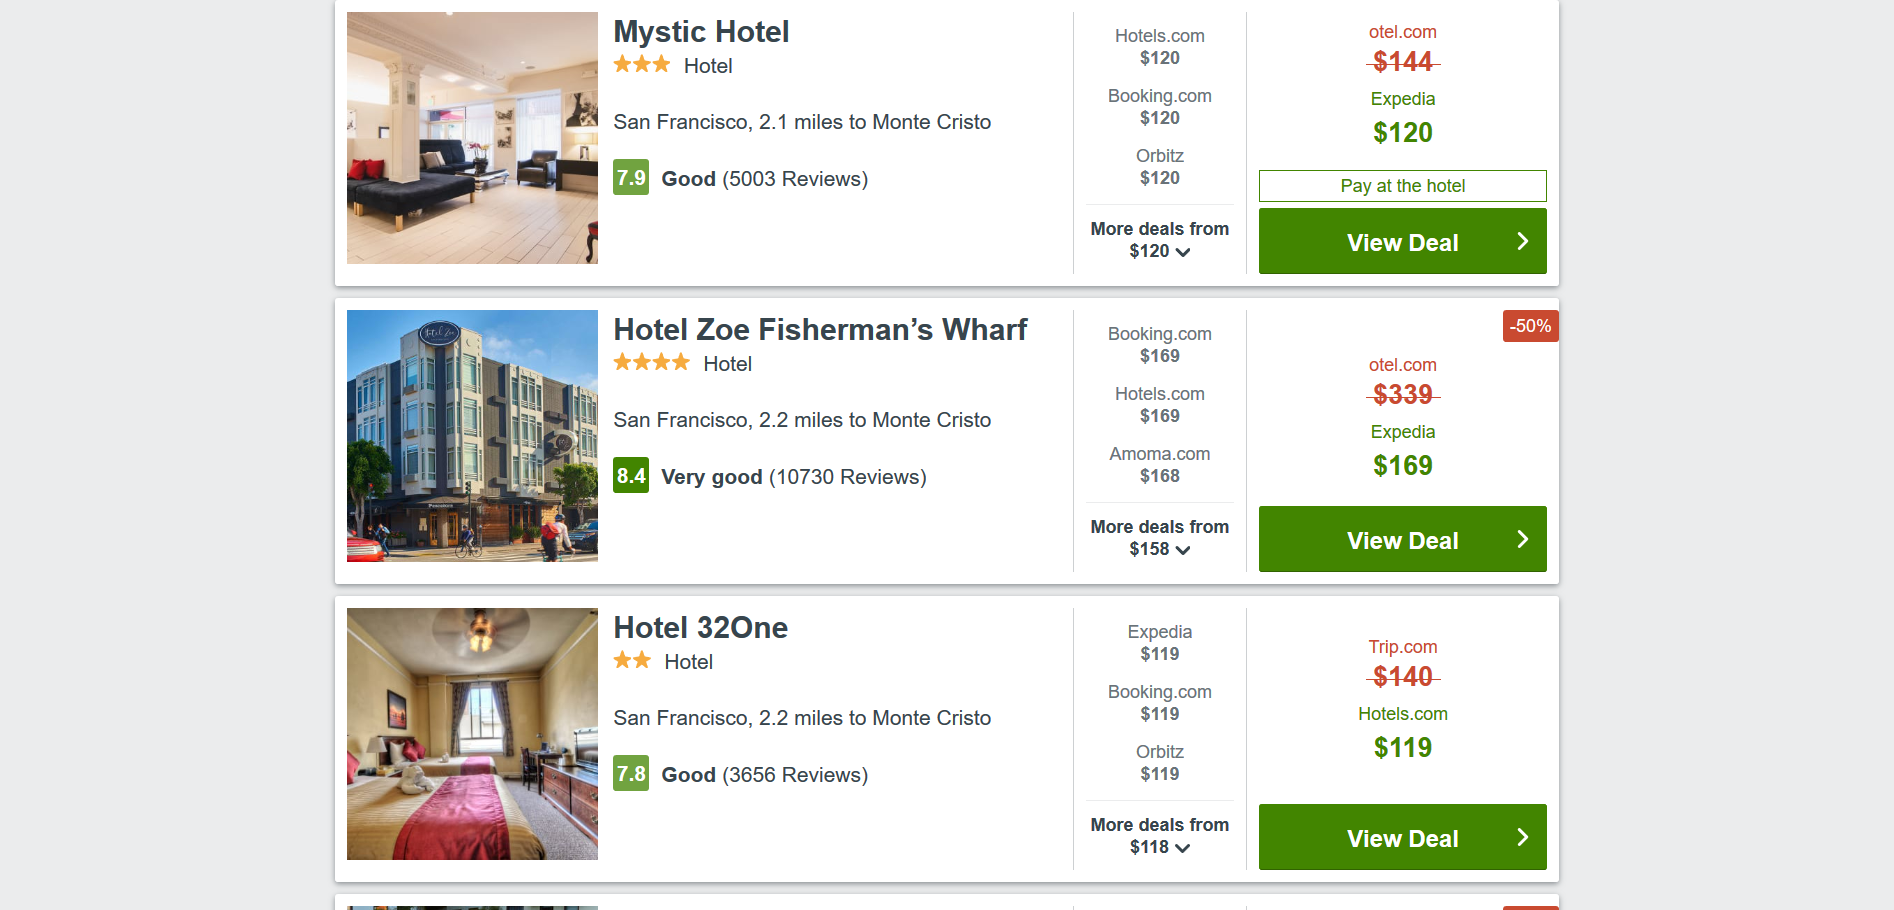 Mystic Hotel
Hotel
San Francisco, 2.1 miles to Monte Cristo
7.9 Good (5003 Reviews)
Hotels.com
$120
Booking.com
$120
Orbitz
$120
More deals from
$120
otel.com
$144
Expedia
$120
Pay at the hotel
View Deal
Hotel Zoe Fisherman’s Wharf
Hotel
San Francisco, 2.2 miles to Monte Cristo
8.4 Very good (10730 Reviews)
Booking.com
$169
Hotels.com
$169
Amoma.com
$168
More deals from
$158
-50%
otel.com
$339
Expedia
$169
View Deal
Hotel 32One
Hotel
San Francisco, 2.2 miles to Monte Cristo
7.8 Good (3656 Reviews)
Expedia
$119
Booking.com
$119
Orbitz
$119
More deals from
$118
Trip.com
$140
Hotels.com
$119
View Deal